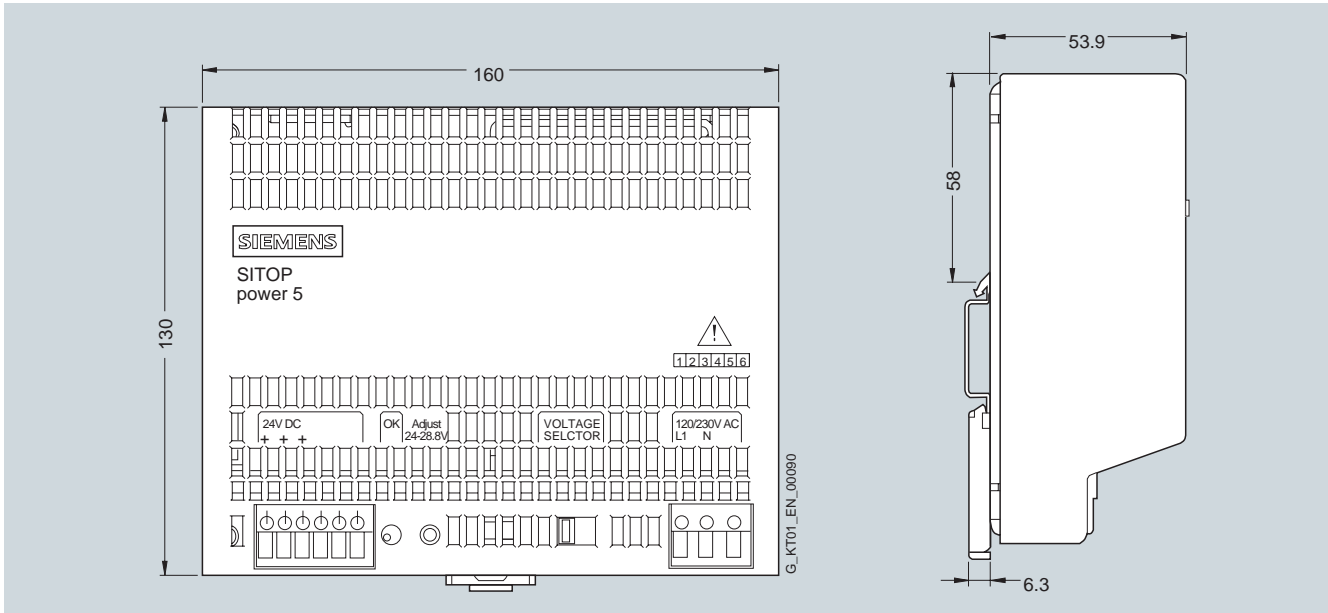 160
53.9
130
58
SIEMENS
SITOP
power 5
!
1 2 3 4 5 6
24V DC
+ + +
OK
Adjust
24-28.8V
VOLTAGE
SELCTOR
120/230V AC
L1 N
G_KT01_EN_00090
6.3